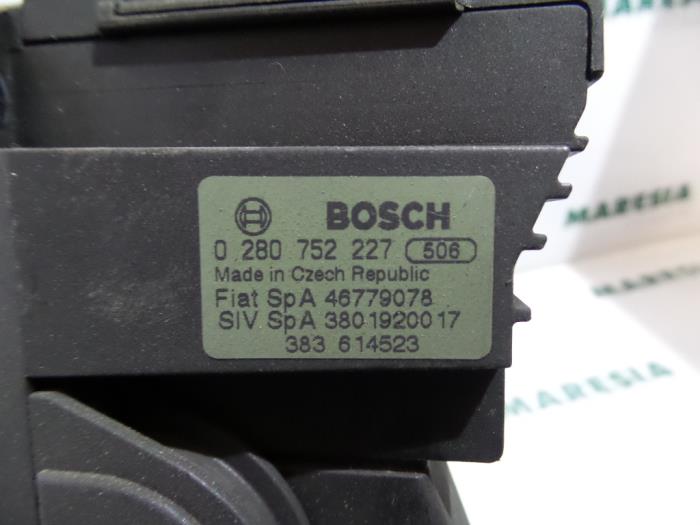 BOSCH
0 280 752 227 506
Made in Czech Republic
Fiat SpA 46779078
SIV SpA 3801920017
383 614523
MARESIA
MARESIA
MARESIA